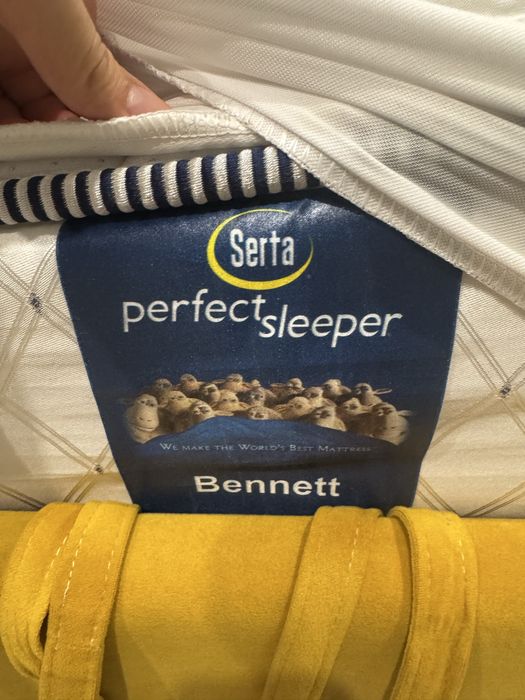 Serta
perfect
sleeper
WE MAKE THE WORLD'S BEST MATTRESS
Bennett